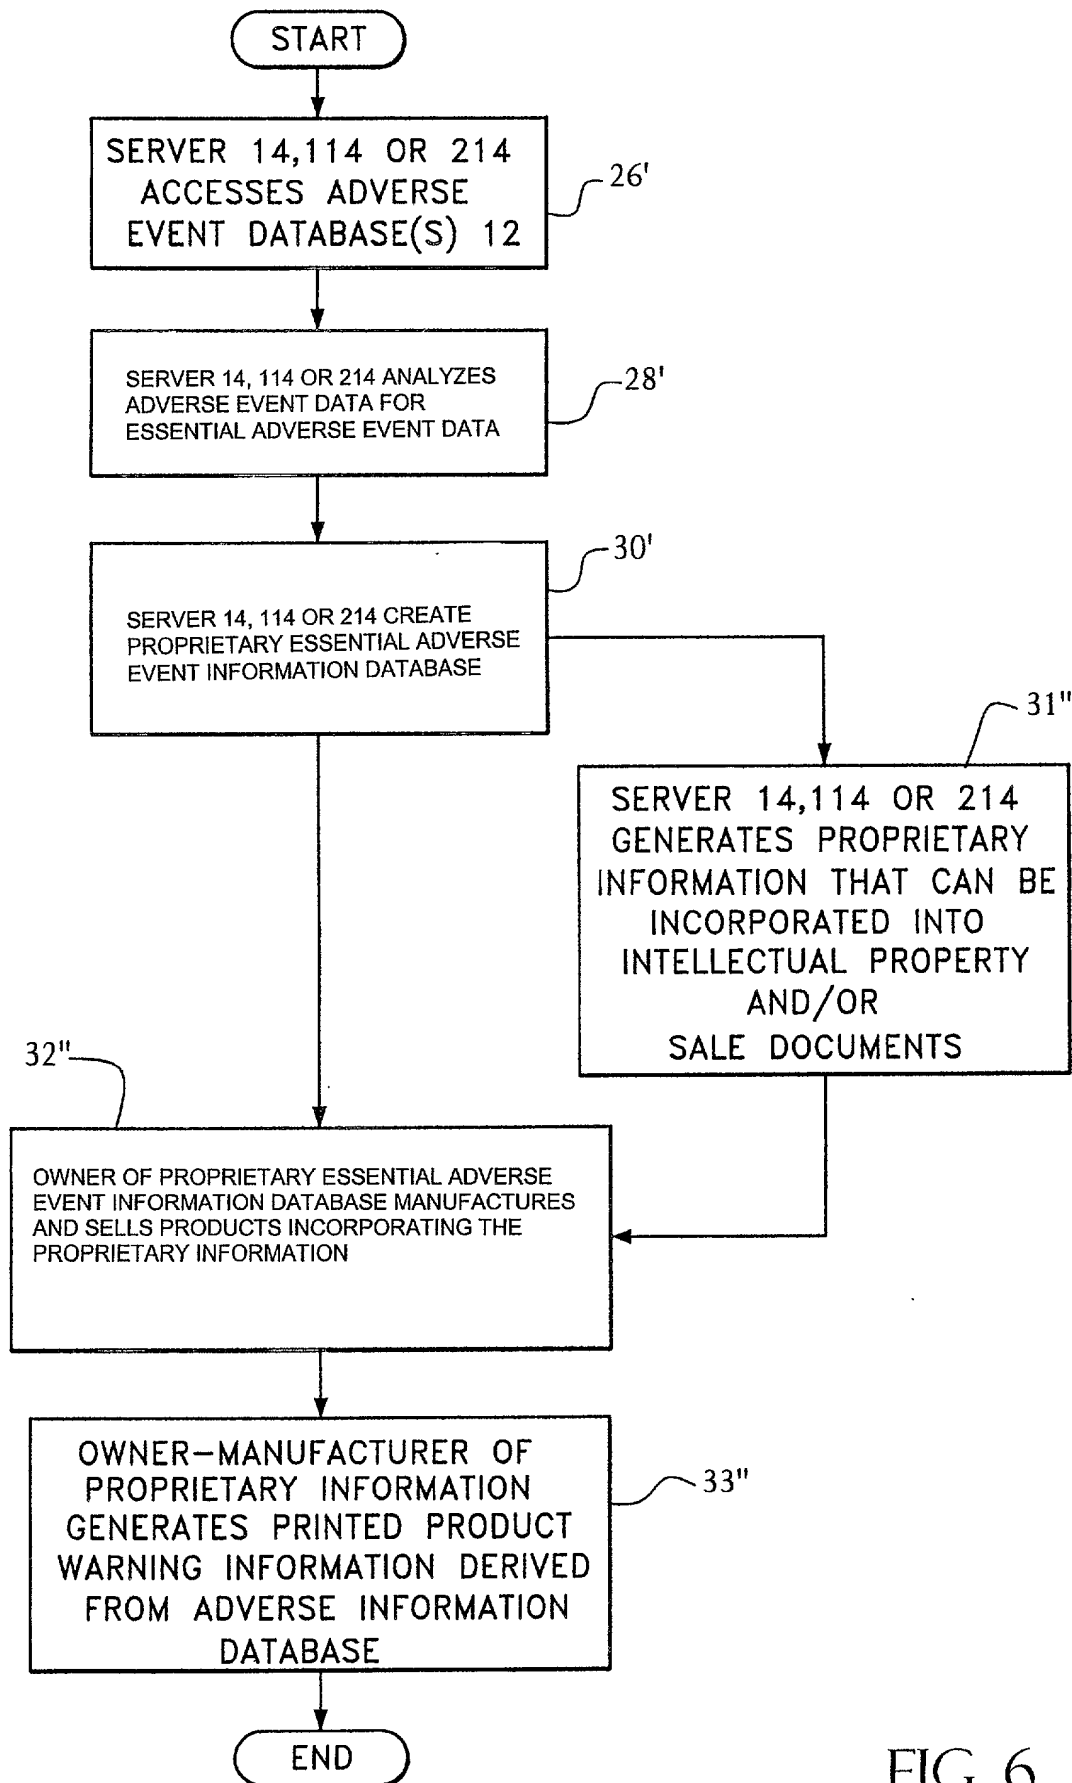 START
SERVER 14,114 OR 214
ACCESSES ADVERSE
EVENT DATABASE(S) 12
26'
SERVER 14, 114 OR 214 ANALYZES
ADVERSE EVENT DATA FOR
ESSENTIAL ADVERSE EVENT DATA
28'
SERVER 14, 114 OR 214 CREATE
PROPRIETARY ESSENTIAL ADVERSE
EVENT INFORMATION DATABASE
30'
31"
SERVER 14,114 OR 214
GENERATES PROPRIETARY
INFORMATION THAT CAN BE
INCORPORATED INTO
INTELLECTUAL PROPERTY
AND/OR
SALE DOCUMENTS
32"
OWNER OF PROPRIETARY ESSENTIAL ADVERSE
EVENT INFORMATION DATABASE MANUFACTURES
AND SELLS PRODUCTS INCORPORATING THE
PROPRIETARY INFORMATION
OWNER-MANUFACTURER OF
PROPRIETARY INFORMATION
GENERATES PRINTED PRODUCT
WARNING INFORMATION DERIVED
FROM ADVERSE INFORMATION
DATABASE
33"
END
FIG. 6